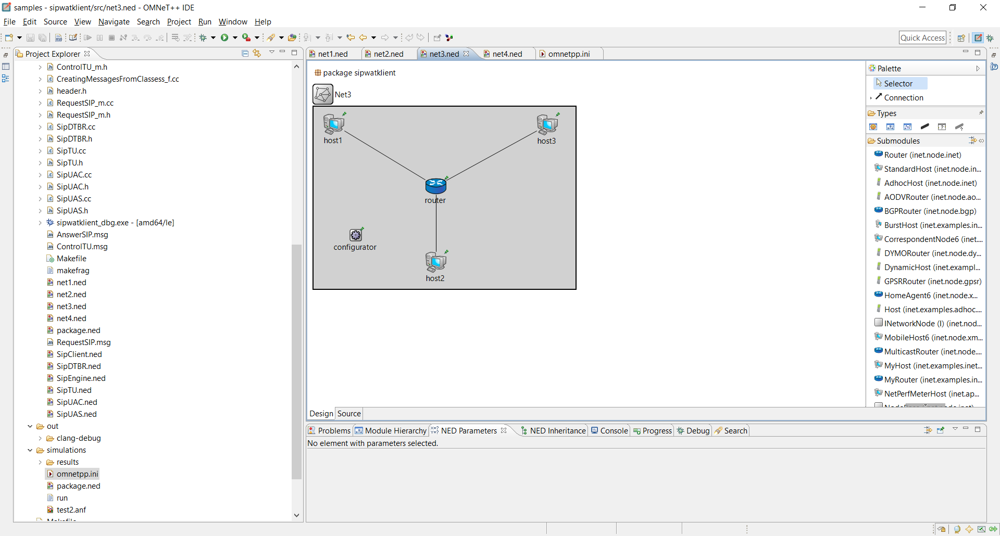 samples - sipwatklient/src/net3.ned - OMNeT++ IDE
File Edit Source View Navigate Search Project Run Window Help
Quick Access
Project Explorer
ControlTU_m.h
CreatingMessagesFromClassess_f.cc
header.h
RequestSIP_m.cc
RequestSIP_m.h
SipDTBR.cc
SipDTBR.h
SipTU.cc
SipTU.h
SipUAC.cc
SipUAC.h
SipUAS.cc
SipUAS.h
sipwatklient_dbg.exe - [amd64/le]
AnswerSIP.msg
ControlTU.msg
Makefile
makefrag
net1.ned
net2.ned
net3.ned
net4.ned
package.ned
RequestSIP.msg
SipClient.ned
SipDTBR.ned
SipEngine.ned
SipTU.ned
SipUAC.ned
SipUAS.ned
out
clang-debug
simulations
results
omnetpp.ini
package.ned
run
test2.anf
Makefile
net1.ned net2.ned net3.ned net4.ned omnetpp.ini
package sipwatklient
Net3
host1
host3
router
configurator
host2
Design Source
Palette
Selector
Connection
Types
Submodules
Router (inet.node.inet)
StandardHost (inet.node.in...
AdhocHost (inet.node.inet)
AODVRouter (inet.node.ao...
BGPRouter (inet.node.bgp)
BurstHost (inet.examples.in...
CorrespondentNode6 (inet....
DYMORouter (inet.node.dy...
DynamicHost (inet.exampl...
GPSRRouter (inet.node.gpsr)
HomeAgent6 (inet.node.x...
Host (inet.examples.adhoc....
INetworkNode (I) (inet.nod...
MobileHost6 (inet.node.xm...
MulticastRouter (inet.node....
MyHost (inet.examples.inet...
MyRouter (inet.examples.in...
NetPerfMeterHost (inet.ap...
Problems Module Hierarchy NED Parameters NED Inheritance Console Progress Debug Search
No element with parameters selected.